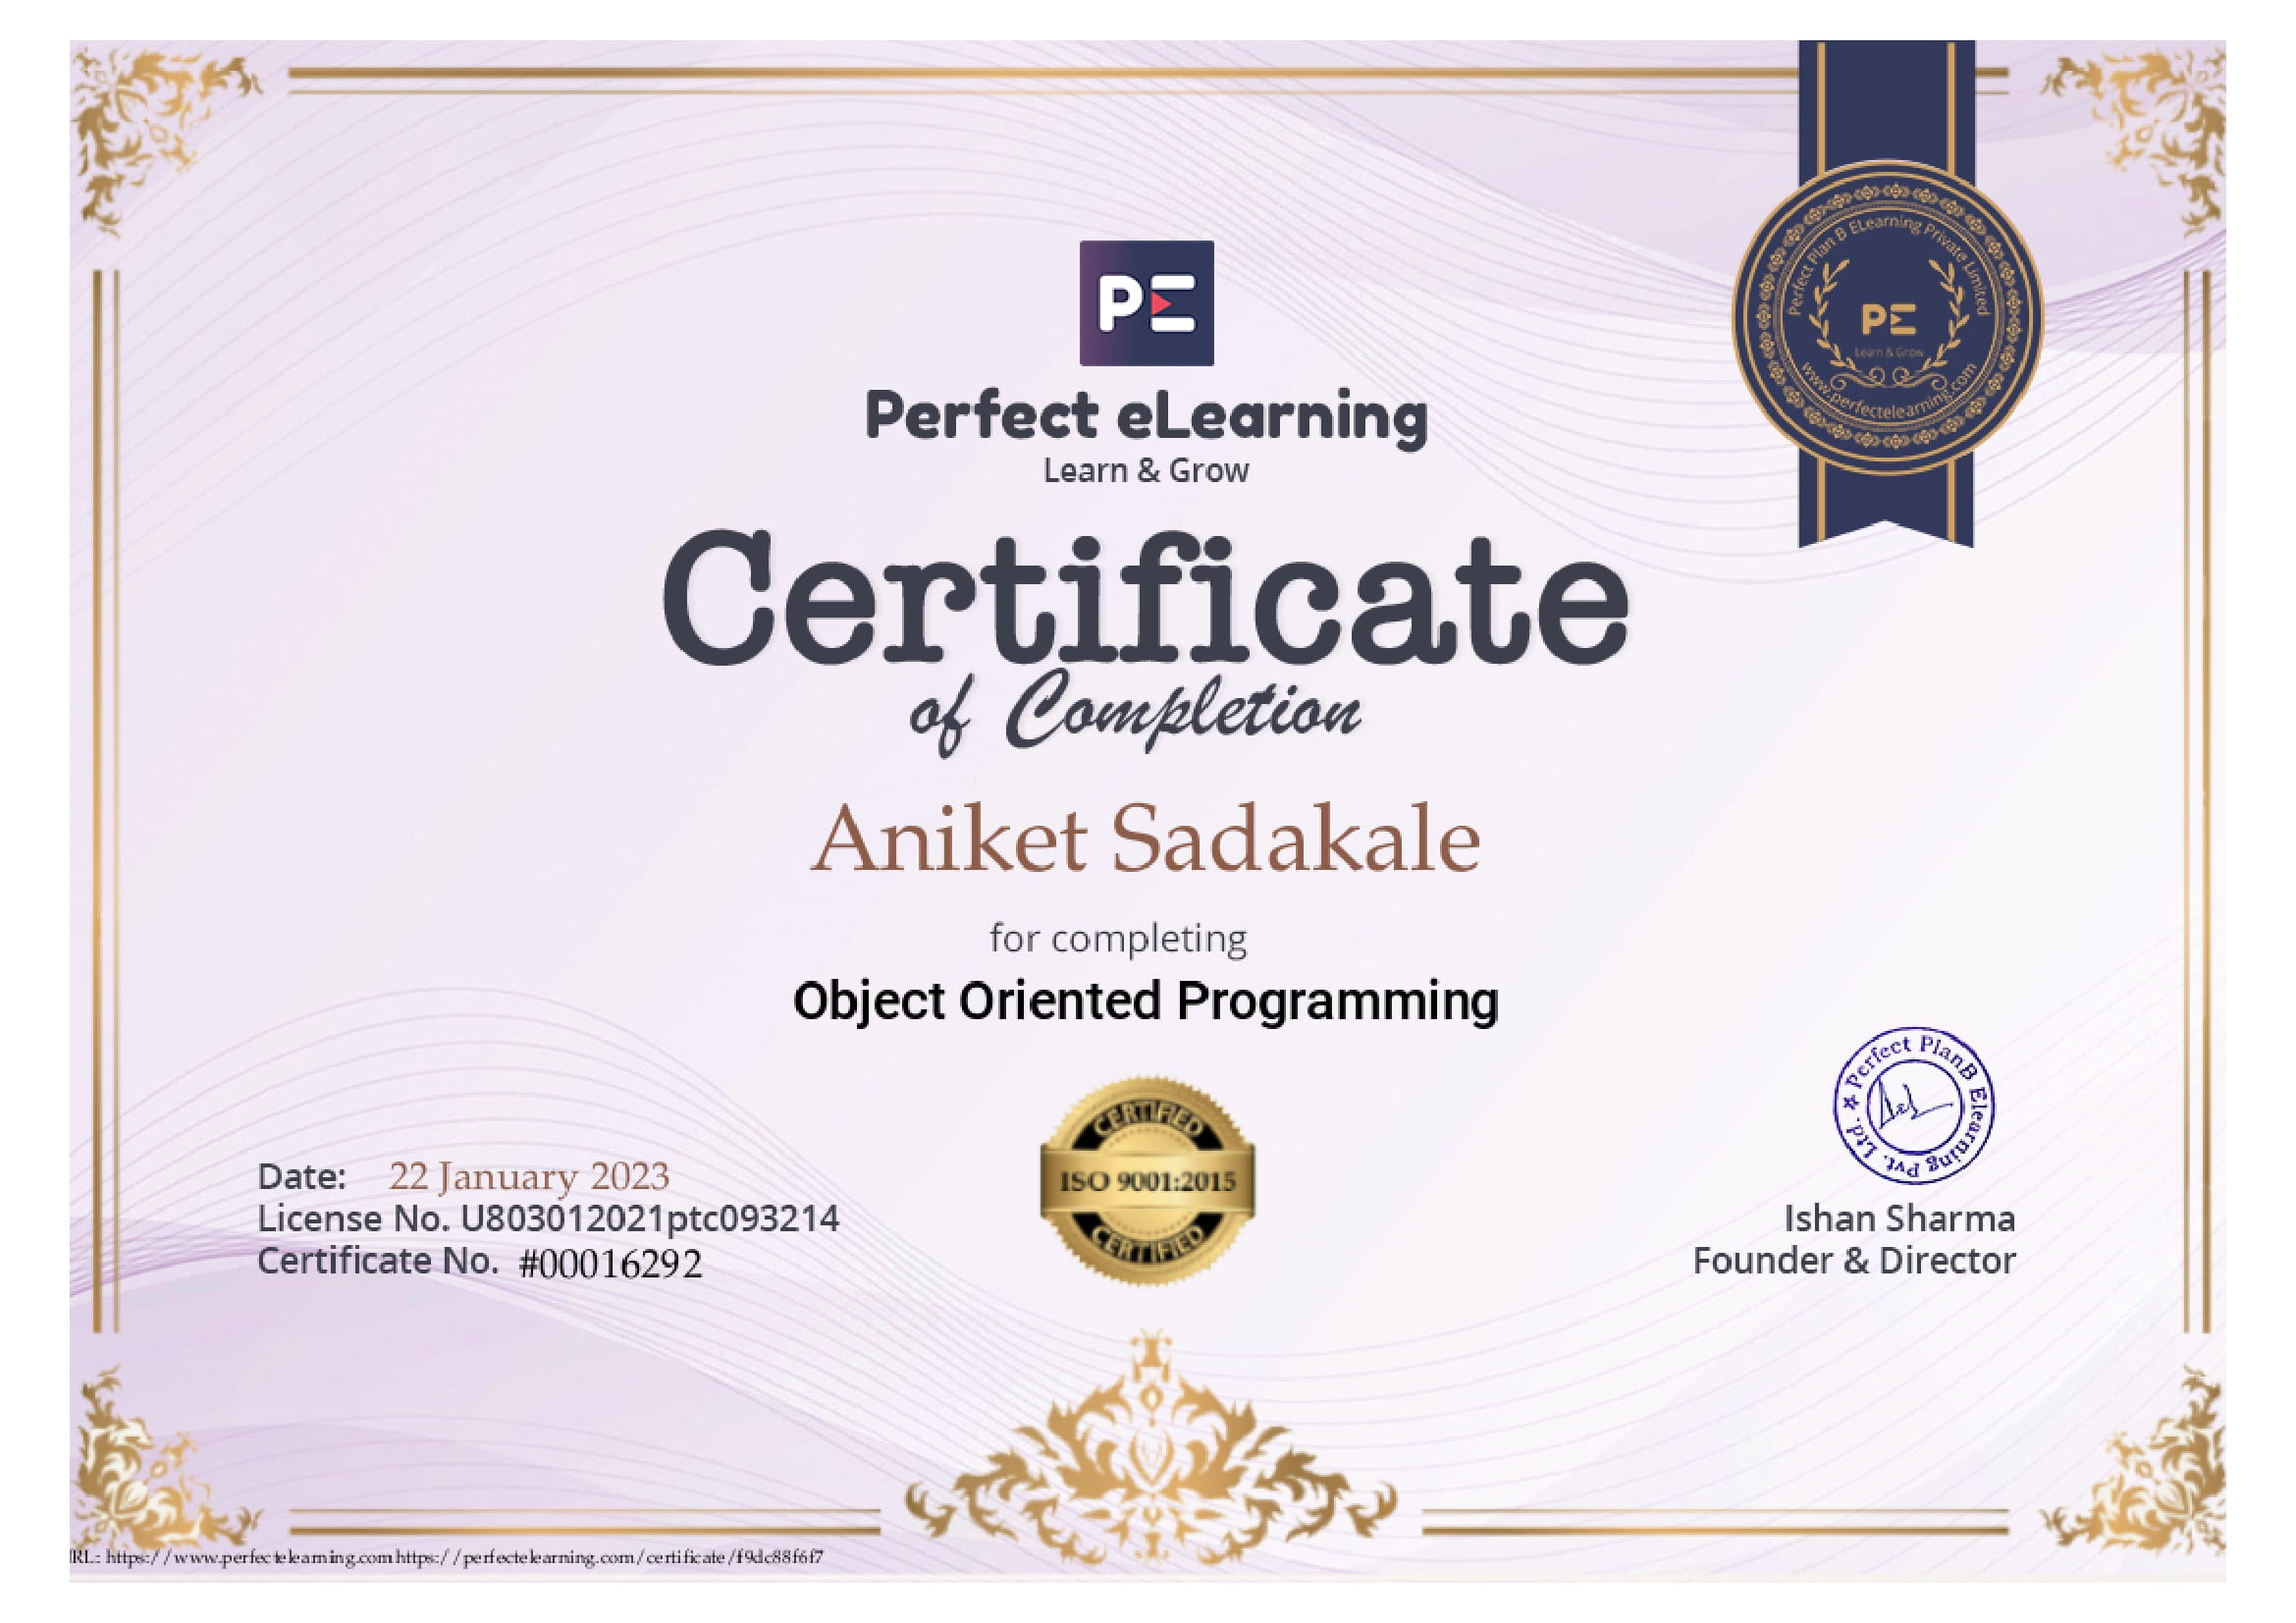 Perfect Plan B ELearning Private Limited
PE
Learn & Grow
www.perfectelearning.com
PE
Perfect eLearning
Learn & Grow
Certificate
of Completion
Aniket Sadakale
for completing
Object Oriented Programming
CERTIFIED
ISO 9001:2015
CERTIFIED
Perfect PlanB Elearning Pvt. Ltd.
Date: 22 January 2023
License No. U803012021ptc093214
Certificate No. #00016292
Ishan Sharma
Founder & Director
RL: https://www.perfectelearning.comhttps://perfectelearning.com/certificate/f9dc88f6f7